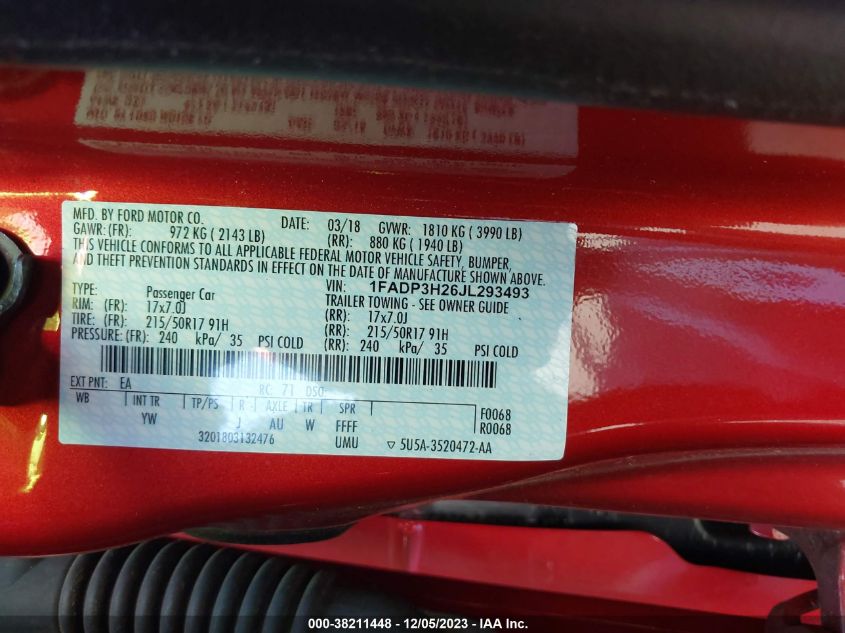 MFD. BY FORD MOTOR CO. DATE: 03/18 GVWR: 1810 KG ( 3990 LB)
GAWR: (FR): 972 KG ( 2143 LB) (RR): 880 KG ( 1940 LB)
THIS VEHICLE CONFORMS TO ALL APPLICABLE FEDERAL MOTOR VEHICLE SAFETY, BUMPER,
AND THEFT PREVENTION STANDARDS IN EFFECT ON THE DATE OF MANUFACTURE SHOWN ABOVE.
VIN: 1FADP3H26JL293493
TYPE: Passenger Car TRAILER TOWING - SEE OWNER GUIDE
RIM: (FR): 17x7.0J (RR): 17x7.0J
TIRE: (FR): 215/50R17 91H (RR): 215/50R17 91H
PRESSURE: (FR): 240 kPa/ 35 PSI COLD (RR): 240 kPa/ 35 PSI COLD
EXT PNT: EA RC: 71 DSO:
WB INT TR TP/PS R AXLE TR SPR F0068
YW J AU W FFFF R0068
3201803132476 UMU ▽ 5U5A-3520472-AA
000-38211448 - 12/05/2023 - IAA Inc.